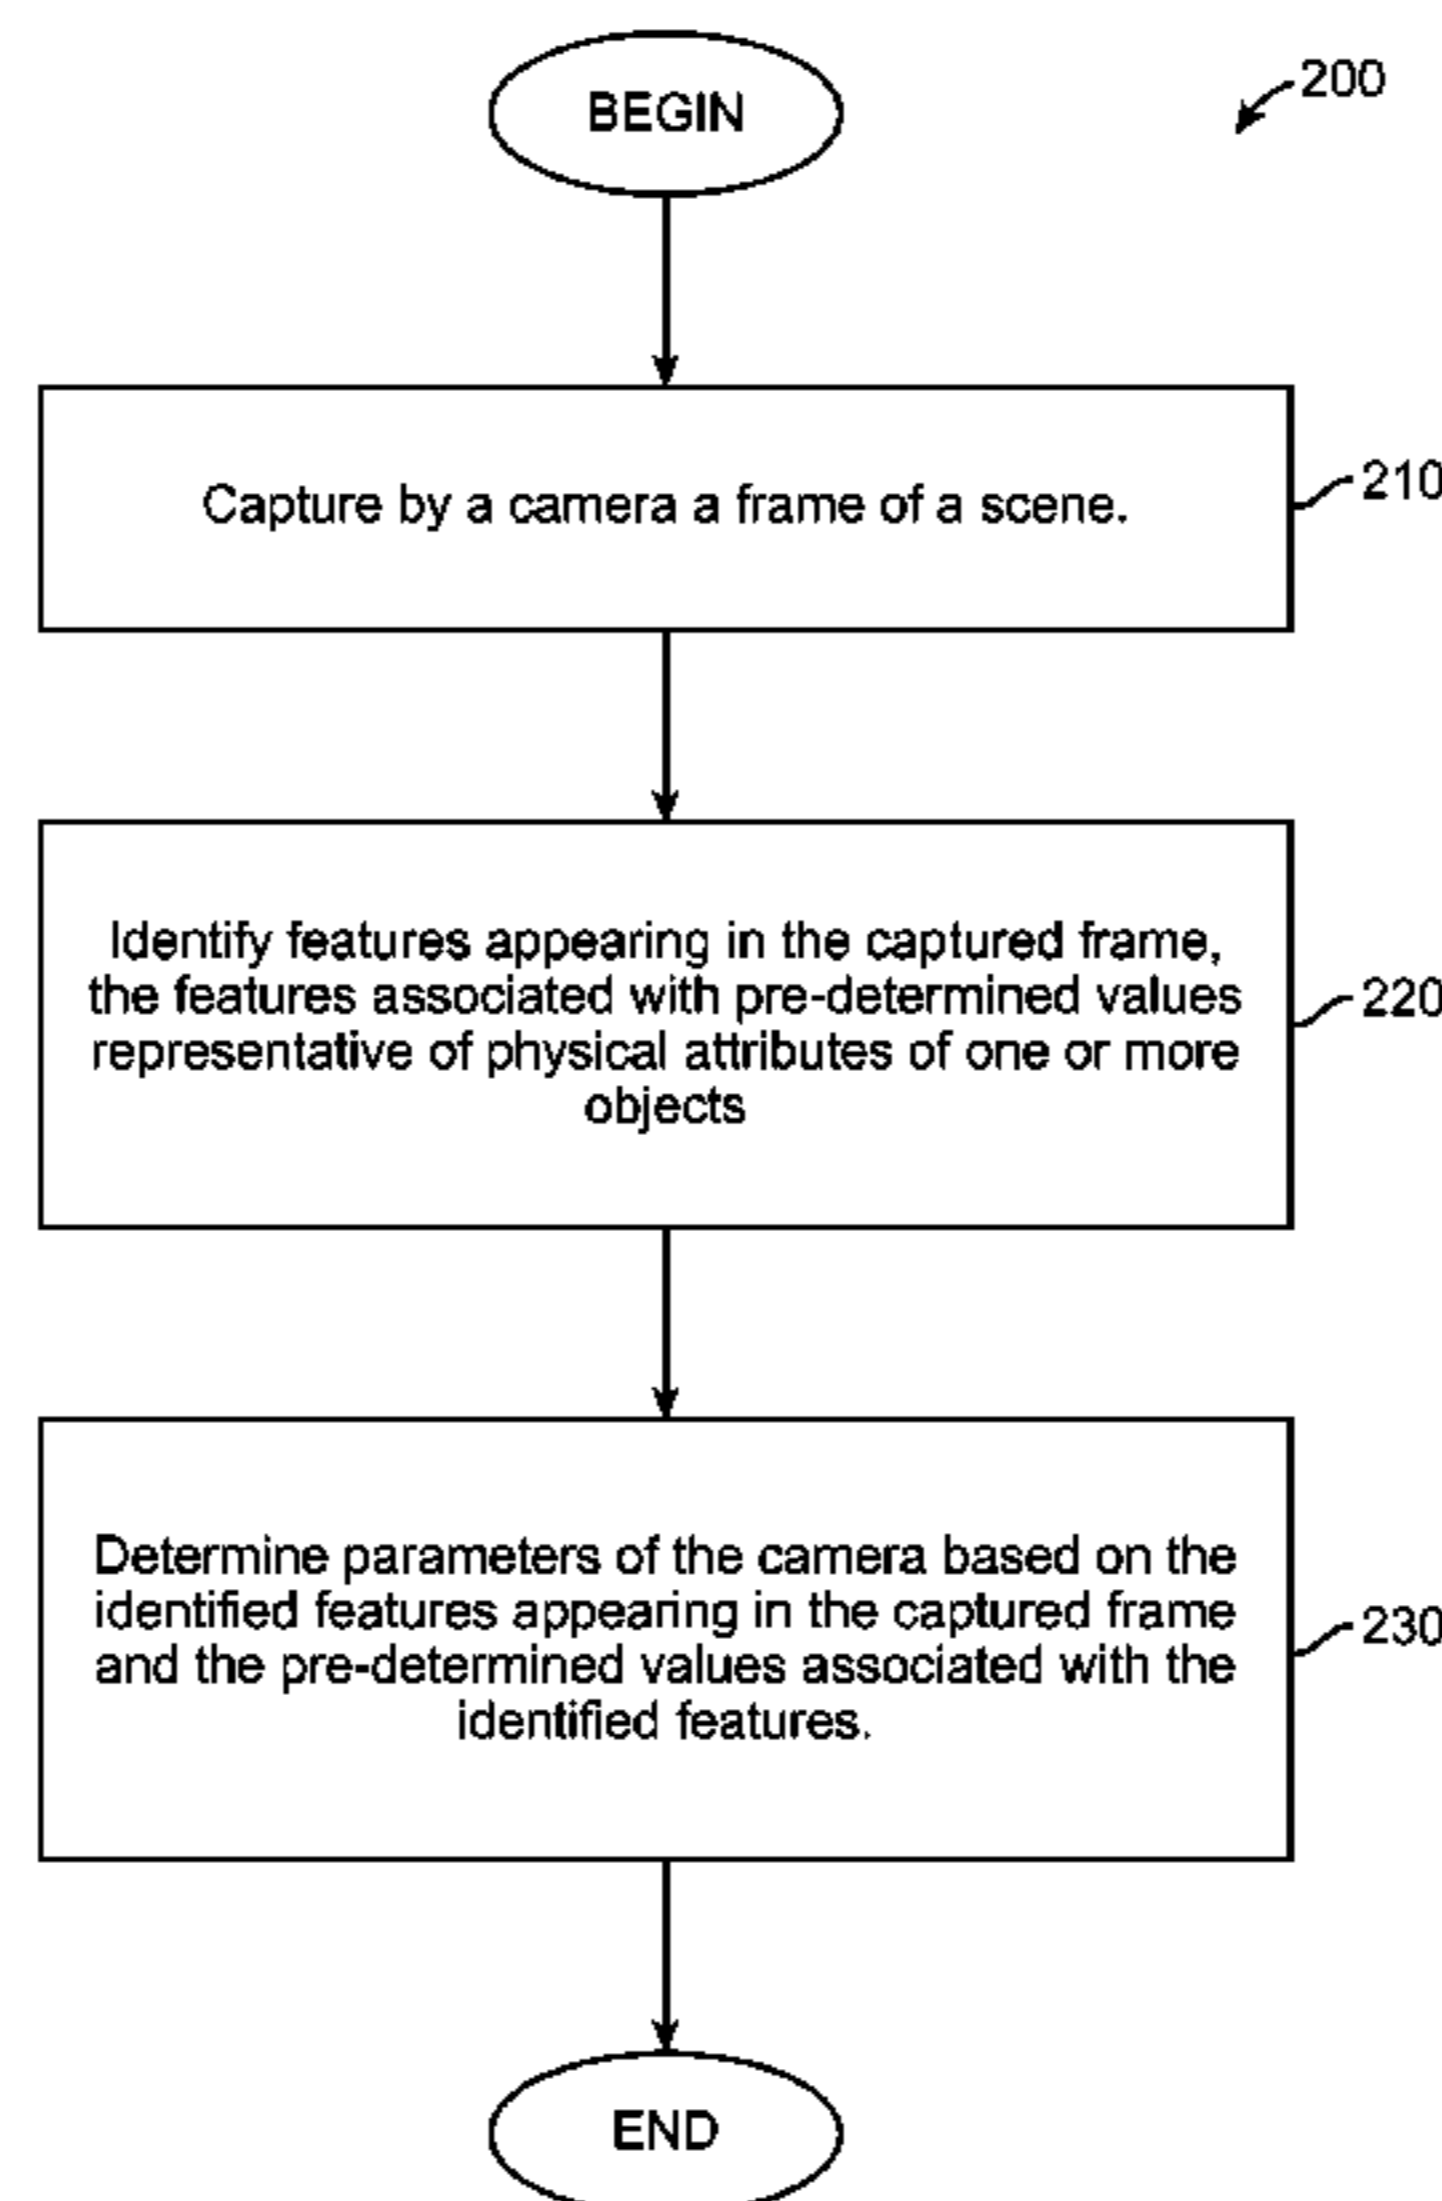 BEGIN
200
Capture by a camera a frame of a scene.
210
Identify features appearing in the captured frame,
the features associated with pre-determined values
representative of physical attributes of one or more
objects
220
Determine parameters of the camera based on the
identified features appearing in the captured frame
and the pre-determined values associated with the
identified features.
230
END